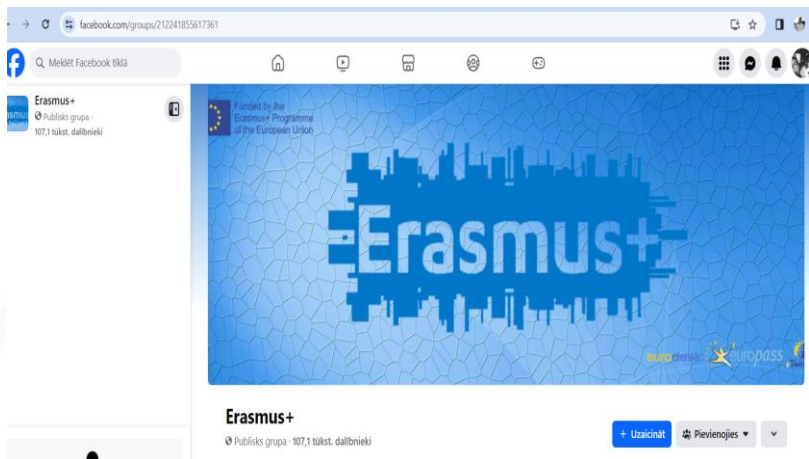 facebook.com/groups/212241855617361
Meklēt Facebook tīklā
Erasmus+
Publisks grupa ·
107,1 tūkst. dalībnieki
Funded by the
Erasmus+ Programme
of the European Union
Erasmus+
eurodesk
europass
Erasmus+
Publisks grupa · 107,1 tūkst. dalībnieki
+ Uzaicināt
Pievienojies